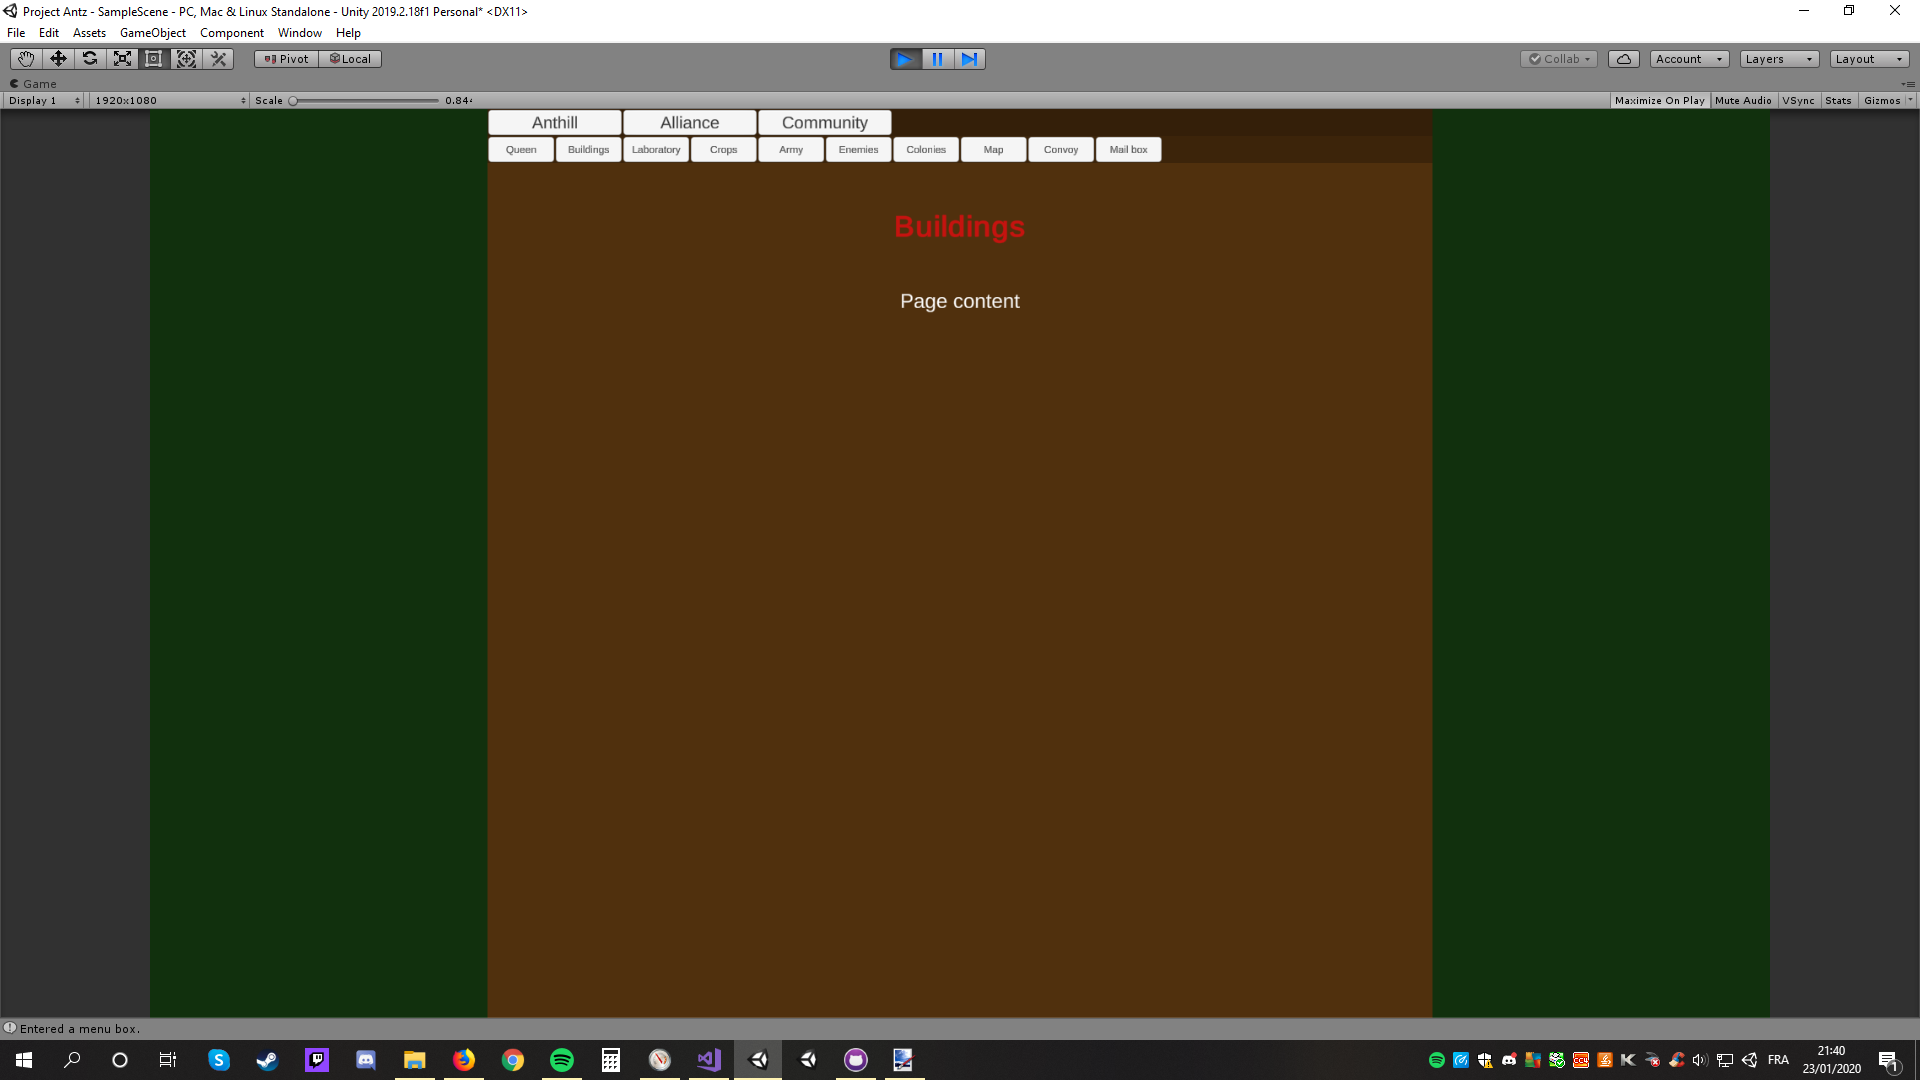 Project Antz - SampleScene - PC, Mac & Linux Standalone - Unity 2019.2.18f1 Personal* <DX11>
File Edit Assets GameObject Component Window Help
Pivot Local Collab Account Layers Layout
Game
Display 1 1920x1080 Scale 0.84 Maximize On Play Mute Audio VSync Stats Gizmos
Anthill Alliance Community
Queen Buildings Laboratory Crops Army Enemies Colonies Map Convoy Mail box
Buildings
Page content
Entered a menu box.
FRA
21:40
23/01/2020
1